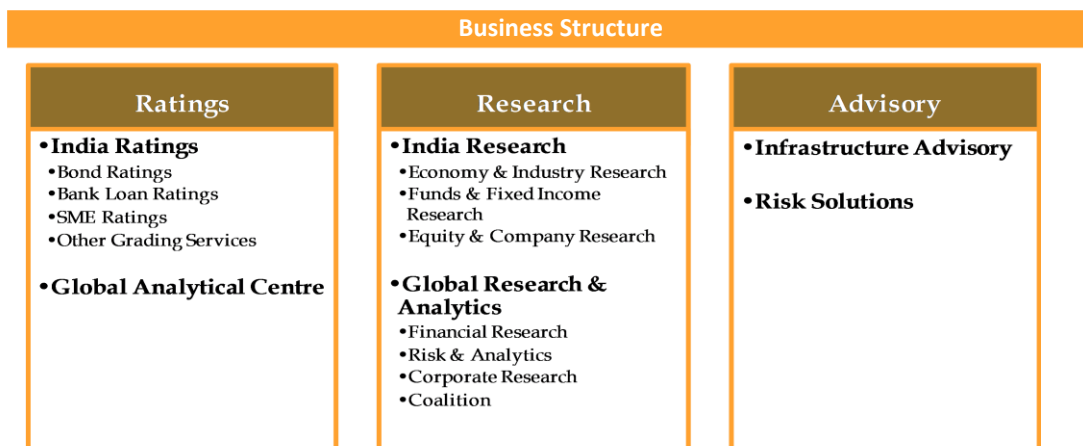 Business Structure
Ratings
•India Ratings
•Bond Ratings
•Bank Loan Ratings
•SME Ratings
•Other Grading Services
•Global Analytical Centre
Research
•India Research
•Economy & Industry Research
•Funds & Fixed Income
Research
•Equity & Company Research
•Global Research &
Analytics
•Financial Research
•Risk & Analytics
•Corporate Research
•Coalition
Advisory
•Infrastructure Advisory
•Risk Solutions